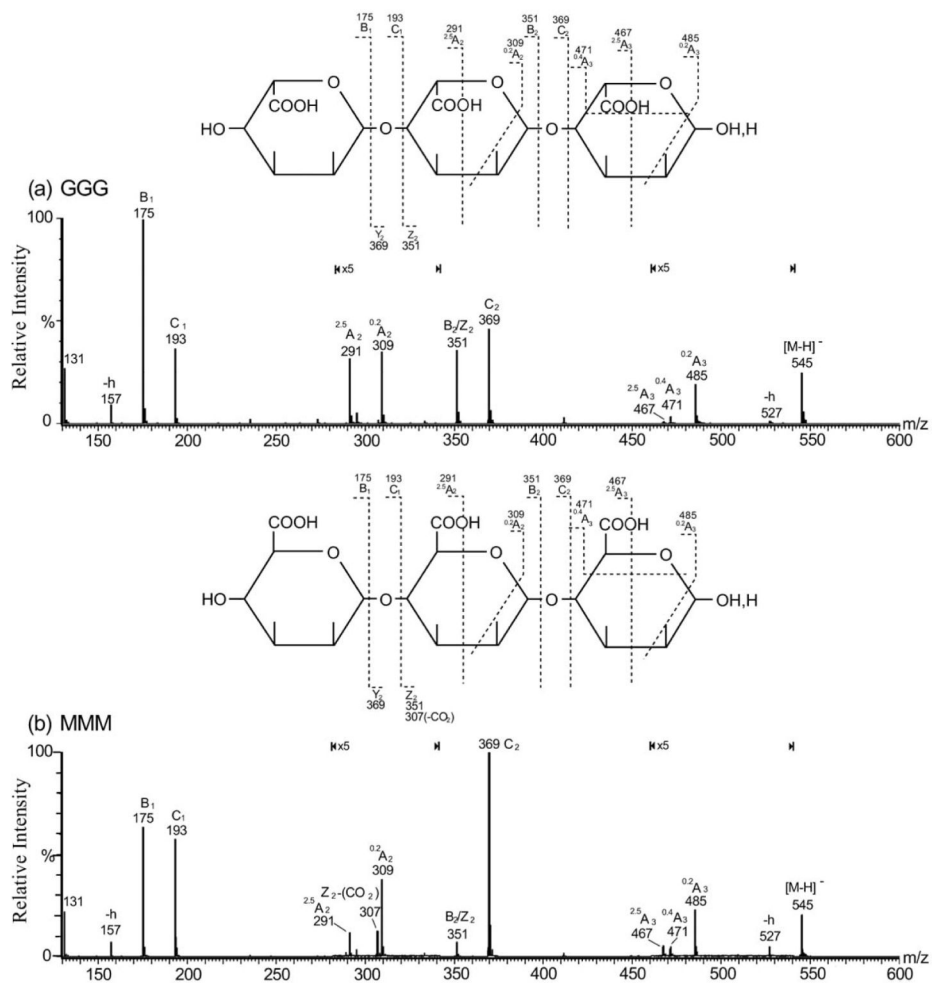 175 193 291 351 369 467 485
B₁ C₁ ²·⁵A₂ B₂ C₂ ²·⁵A₃ ⁰·²A₃
309 471
⁰·²A₂ ⁰·⁴A₃
O O O
COOH COOH COOH
HO O O OH,H
Y₂ Z₂
369 351
(a) GGG
Relative Intensity
100
%
0
131
-h
157
B₁
175
C₁
193
x5
²·⁵A₂
291
⁰·²A₂
309
B₂/Z₂
351
C₂
369
x5
²·⁵A₃
467
⁰·⁴A₃
471
⁰·²A₃
485
-h
527
[M-H]⁻
545
150 200 250 300 350 400 450 500 550 600 m/z
175 193 291 351 369 467
B₁ C₁ ²·⁵A₂ B₂ C₂ ²·⁵A₃
309 471 485
⁰·²A₂ ⁰·⁴A₃ ⁰·²A₃
COOH COOH COOH
O O O
HO O O OH,H
Y₂ Z₂
369 351
307(-CO₂)
(b) MMM
Relative Intensity
100
%
0
131
-h
157
B₁
175
C₁
193
x5
²·⁵A₂
291
Z₂-(CO₂)
307
⁰·²A₂
309
B₂/Z₂
351
369 C₂
x5
²·⁵A₃
467
⁰·⁴A₃
471
⁰·²A₃
485
-h
527
[M-H]⁻
545
150 200 250 300 350 400 450 500 550 600 m/z